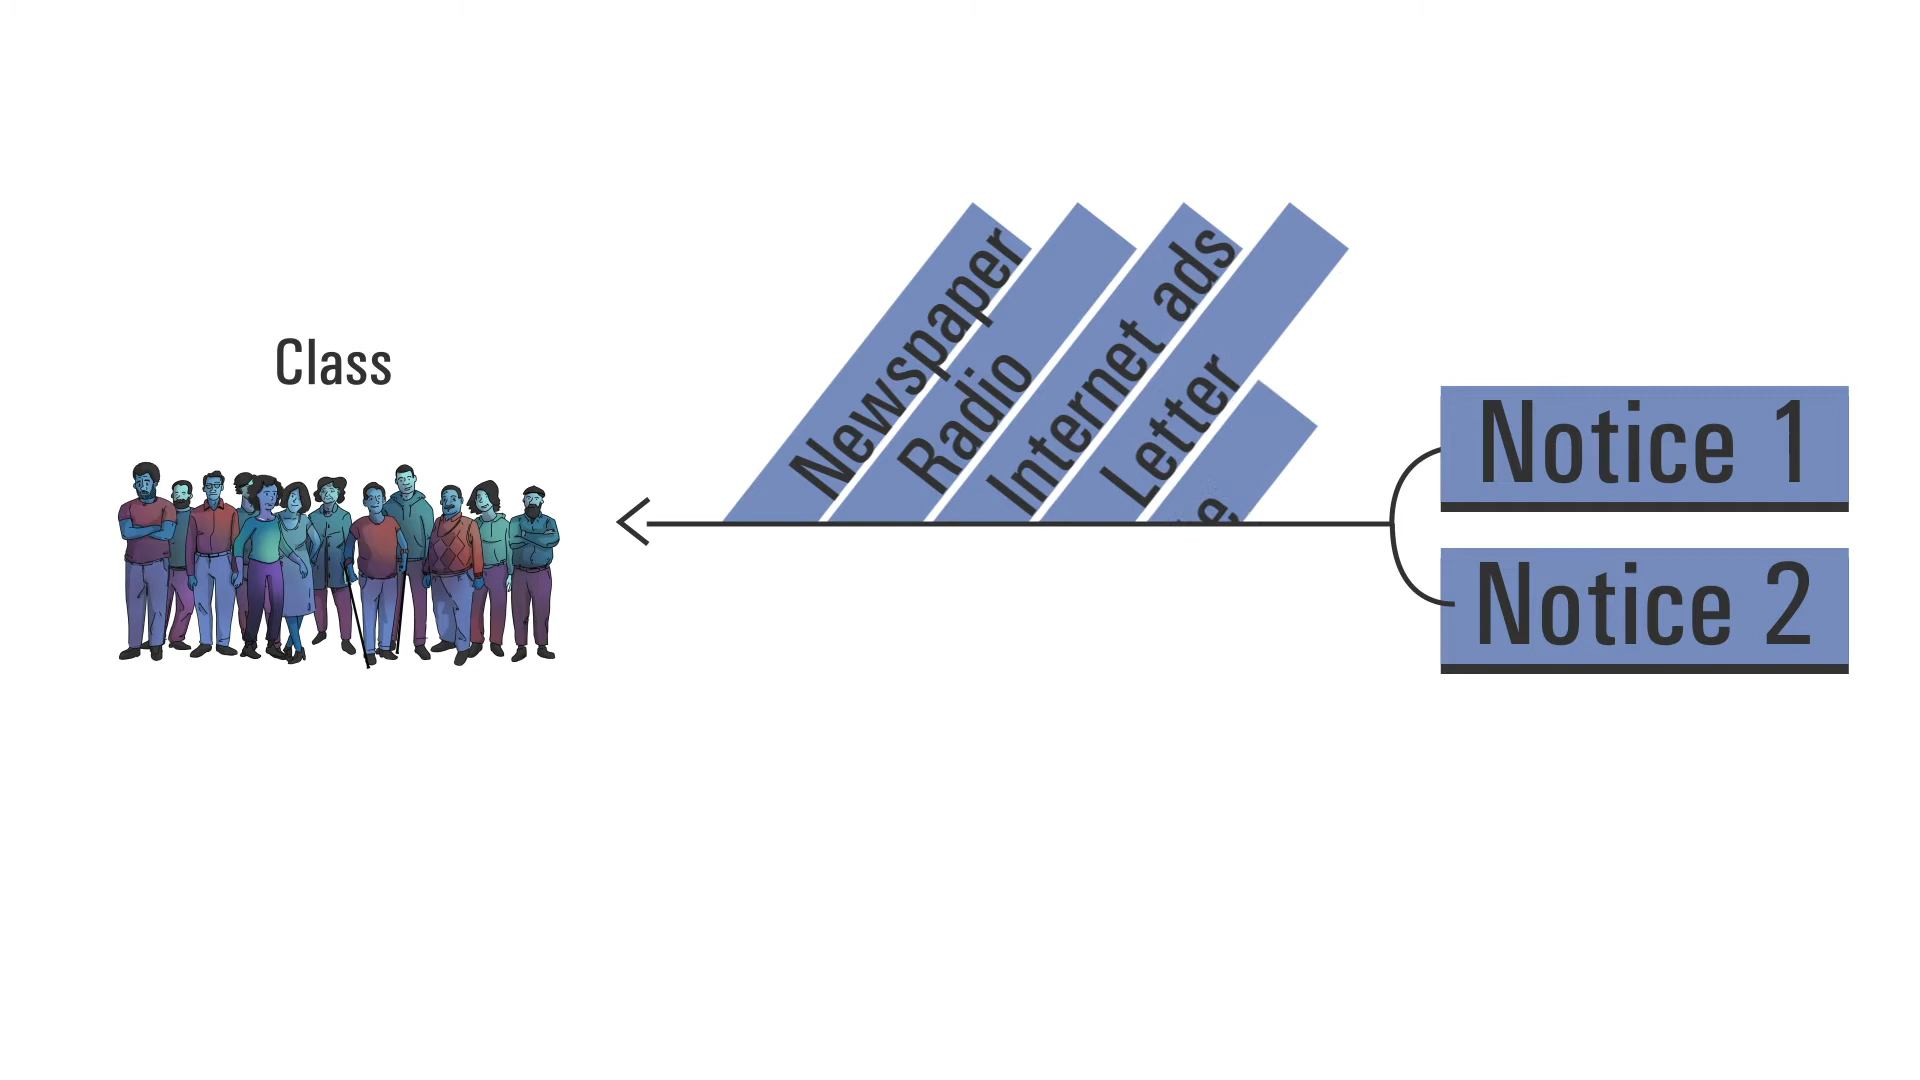 Class
Newspaper
Radio
Internet ads
Letter
Notice 1
Notice 2